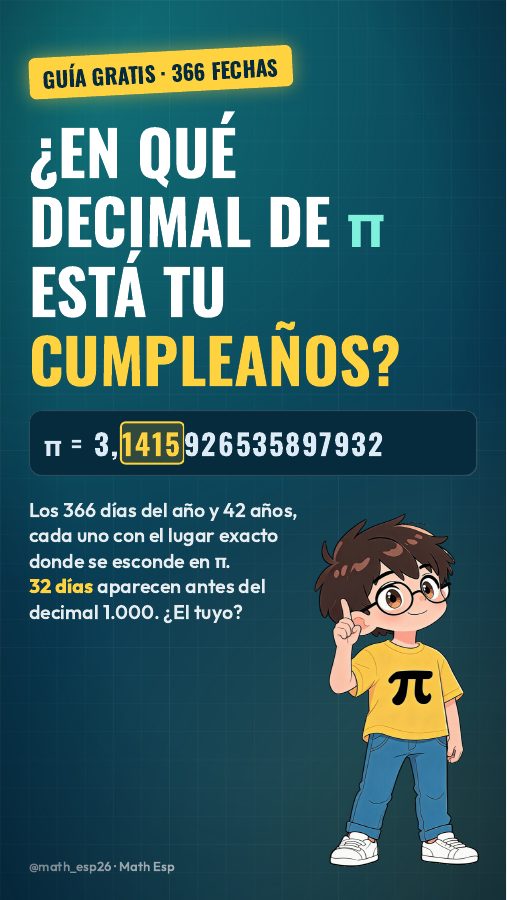 GUÍA GRATIS · 366 FECHAS
¿EN QUÉ
DECIMAL DE π
ESTÁ TU
CUMPLEAÑOS?
π = 3,1415926535897932
Los 366 días del año y 42 años,
cada uno con el lugar exacto
donde se esconde en π.
32 días aparecen antes del
decimal 1.000. ¿El tuyo?
π
@math_esp26 · Math Esp